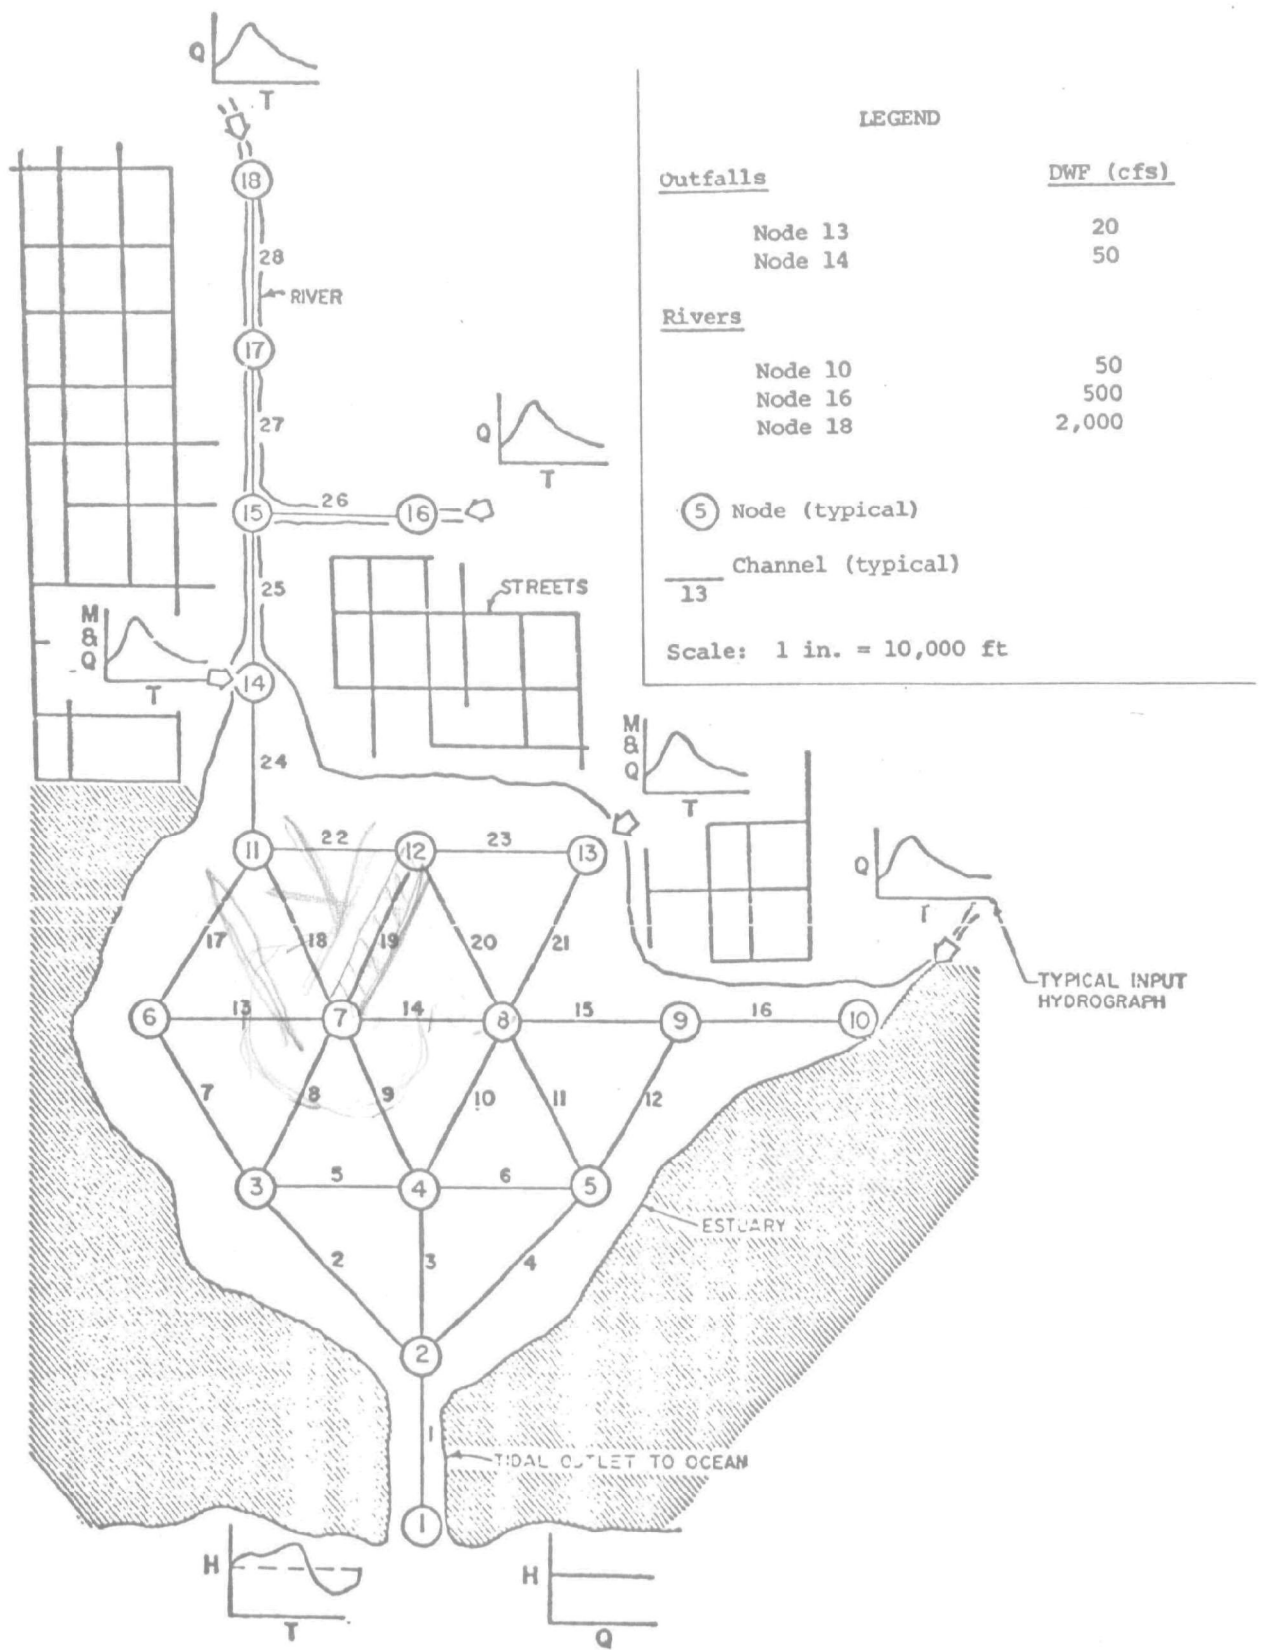 Q
T
LEGEND
Outfalls DWF (cfs)
Node 13 20
Node 14 50
Rivers
Node 10 50
Node 16 500
Node 18 2,000
5 Node (typical)
Channel (typical)
13
Scale: 1 in. = 10,000 ft
18
28
RIVER
17
27
Q
T
15
26
16
25
STREETS
M
&
Q
T
14
24
M
&
Q
T
11
22
12
23
13
Q
T
17
18
19
20
21
TYPICAL INPUT
HYDROGRAPH
6
13
7
14
8
15
9
16
10
7
8
9
10
11
12
3
5
4
6
5
ESTUARY
2
3
4
2
1
TIDAL OUTLET TO OCEAN
1
H
T
H
Q